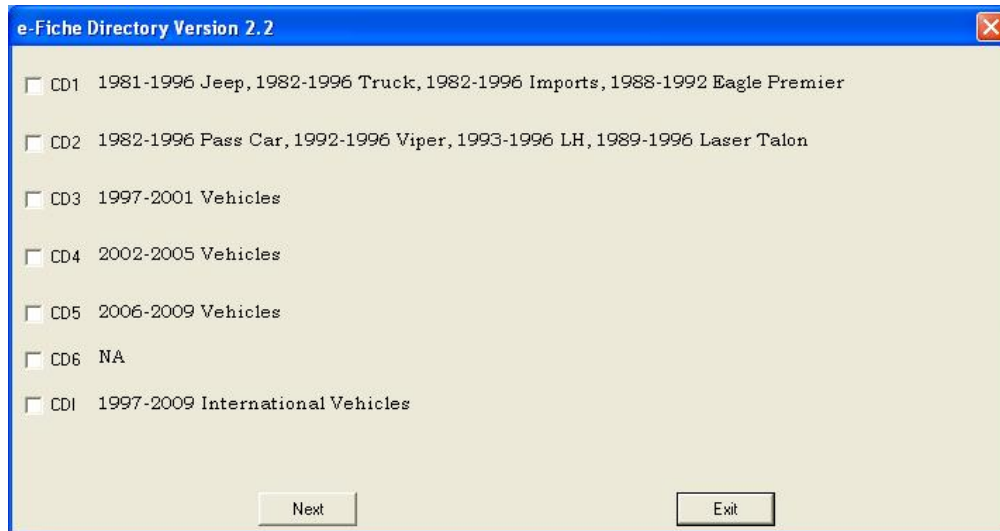 e-Fiche Directory Version 2.2
CD1 1981-1996 Jeep, 1982-1996 Truck, 1982-1996 Imports, 1988-1992 Eagle Premier
CD2 1982-1996 Pass Car, 1992-1996 Viper, 1993-1996 LH, 1989-1996 Laser Talon
CD3 1997-2001 Vehicles
CD4 2002-2005 Vehicles
CD5 2006-2009 Vehicles
CD6 NA
CDI 1997-2009 International Vehicles
Next Exit